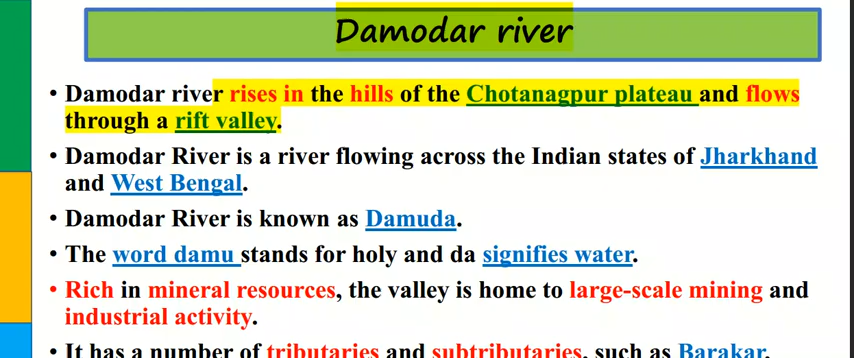 Damodar river
• Damodar river rises in the hills of the Chotanagpur plateau and flows
through a rift valley.
• Damodar River is a river flowing across the Indian states of Jharkhand
and West Bengal.
• Damodar River is known as Damuda.
• The word damu stands for holy and da signifies water.
• Rich in mineral resources, the valley is home to large-scale mining and
industrial activity.
• It has a number of tributaries and subtributaries, such as Barakar,